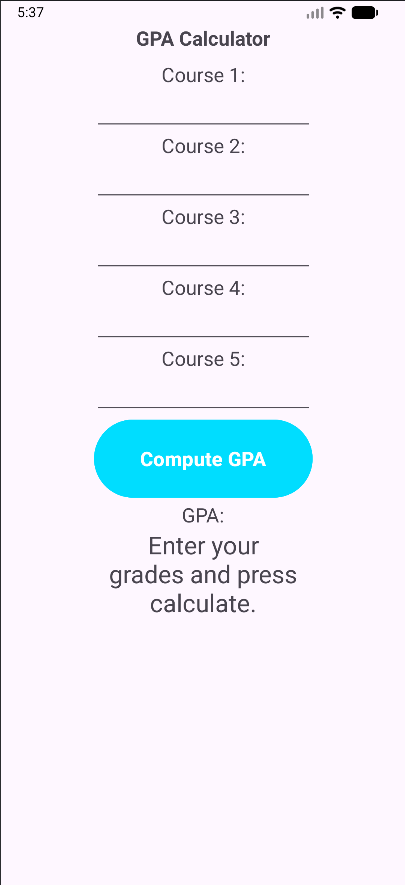 5:37
GPA Calculator
Course 1:
Course 2:
Course 3:
Course 4:
Course 5:
Compute GPA
GPA:
Enter your
grades and press
calculate.